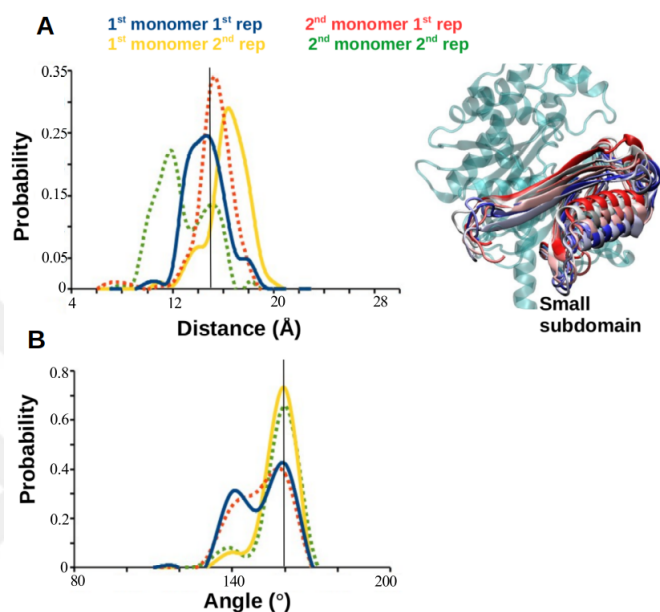 A
1st monomer 1st rep
2nd monomer 1st rep
1st monomer 2nd rep
2nd monomer 2nd rep
0.35
0.25
0.15
0.05
0
Probability
4
12
20
28
Distance (Å)
Small
subdomain
B
0.8
0.6
0.4
0.2
0
Probability
80
140
200
Angle (°)